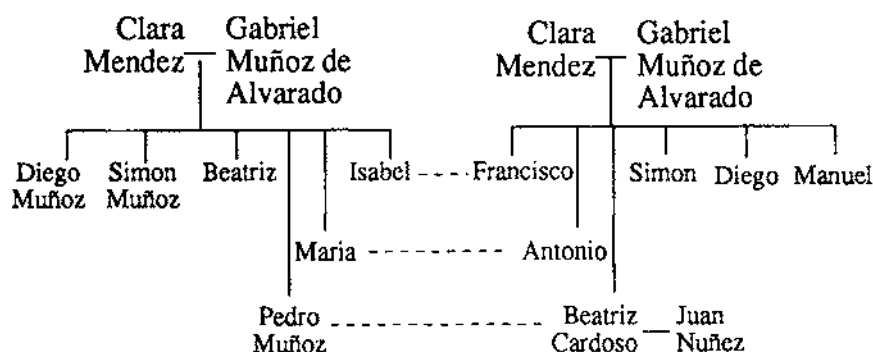 Clara Gabriel Clara Gabriel
Mendez Muñoz de Mendez Muñoz de
Alvarado Alvarado
Diego Simon Beatriz Isabel Francisco Simon Diego Manuel
Muñoz Muñoz
Maria Antonio
Pedro Beatriz Juan
Muñoz Cardoso Nuñez